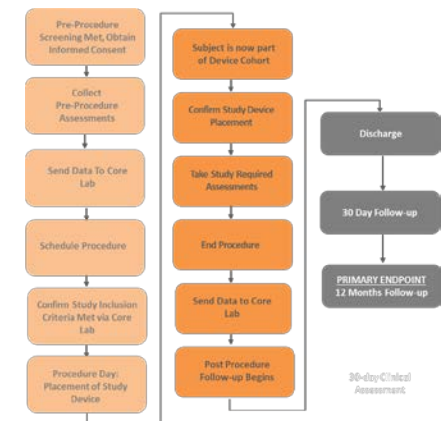 Pre-Procedure
Screening Met, Obtain
Informed Consent
Collect
Pre-Procedure
Assessments
Send Data To Core
Lab
Schedule Procedure
Confirm Study Inclusion
Criteria Met via Core
Lab
Procedure Day:
Placement of Study
Device
Subject is now part
of Device Cohort
Confirm Study Device
Placement
Take Study Required
Assessments
End Procedure
Send Data to Core
Lab
Post Procedure
Follow-up Begins
Discharge
30 Day Follow-up
PRIMARY ENDPOINT
12 Months Follow-up
30-day Clinical
Assessment